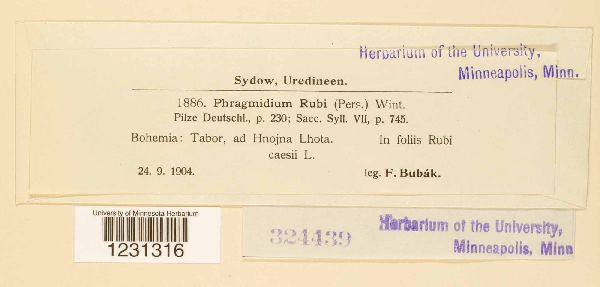 Herbarium of the University,
Minneapolis, Minn.
Sydow, Uredineen.
1886. Phragmidium Rubi (Pers.) Wint.
Pilze Deutschl., p. 230; Sacc. Syll. VII, p. 745.
Bohemia: Tabor, ad Hnojna Lhota. In foliis Rubi
caesii L.
24. 9. 1904. leg. F. Bubák.
University of Minnesota Herbarium
1231316
324439
Herbarium of the University,
Minneapolis, Minn